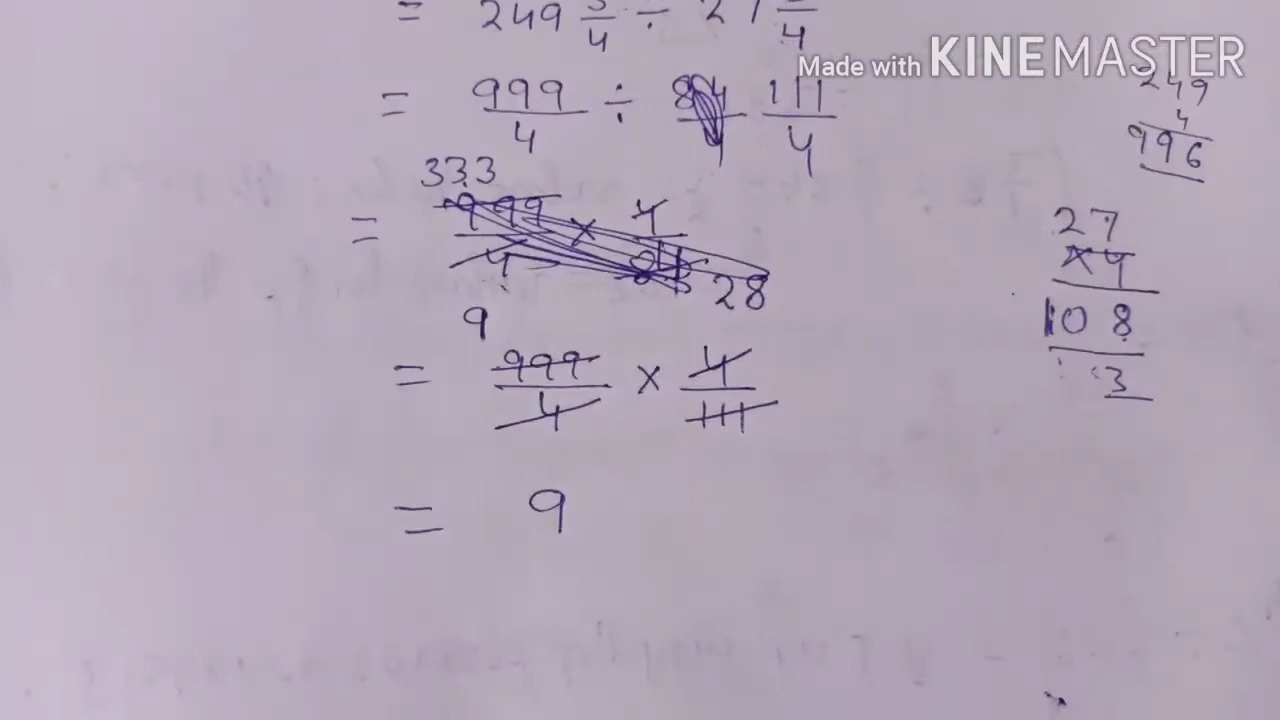 = 249 3/4 ÷ 27 3/4
Made with KINEMASTER
= 999/4 ÷ 111/4
249
4
996
333
= 999/4 × 4
28
27
×4
108
3
9
= 999/4 × 4/111
= 9